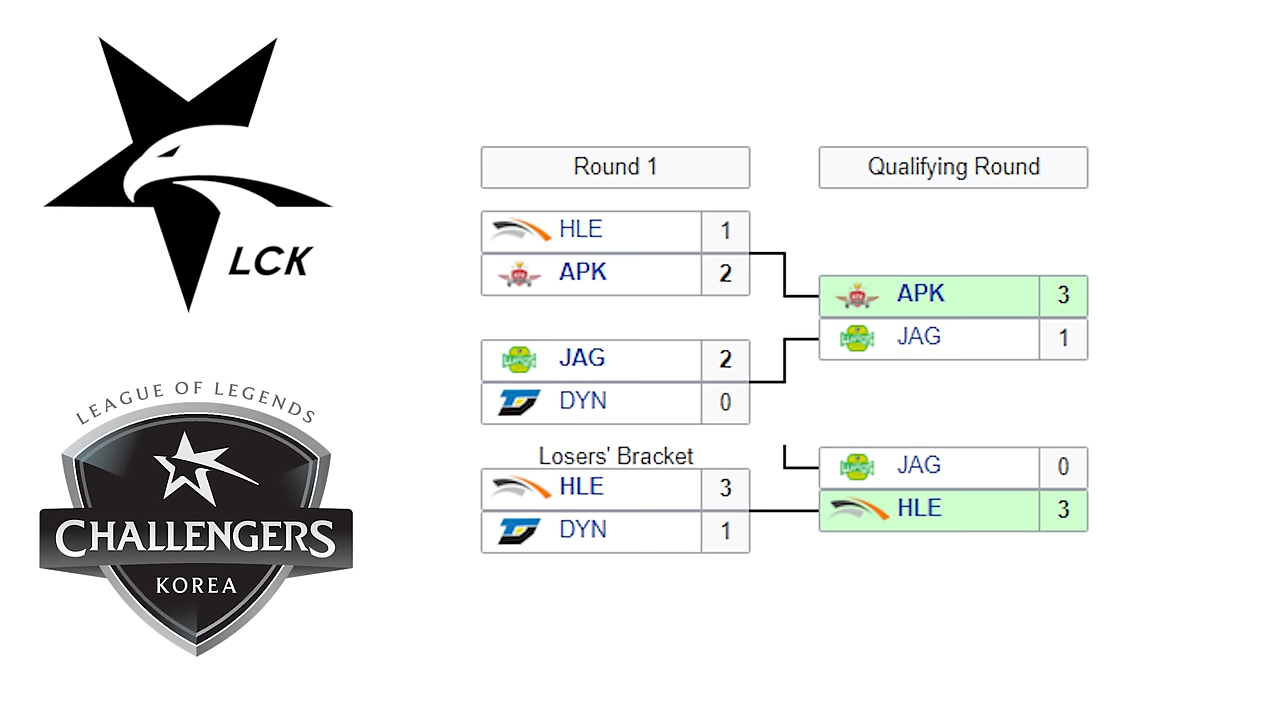 LCK
LEAGUE OF LEGENDS
CHALLENGERS
KOREA
Round 1
HLE 1
APK 2
JAG 2
DYN 0
Losers' Bracket
HLE 3
DYN 1
Qualifying Round
APK 3
JAG 1
JAG 0
HLE 3